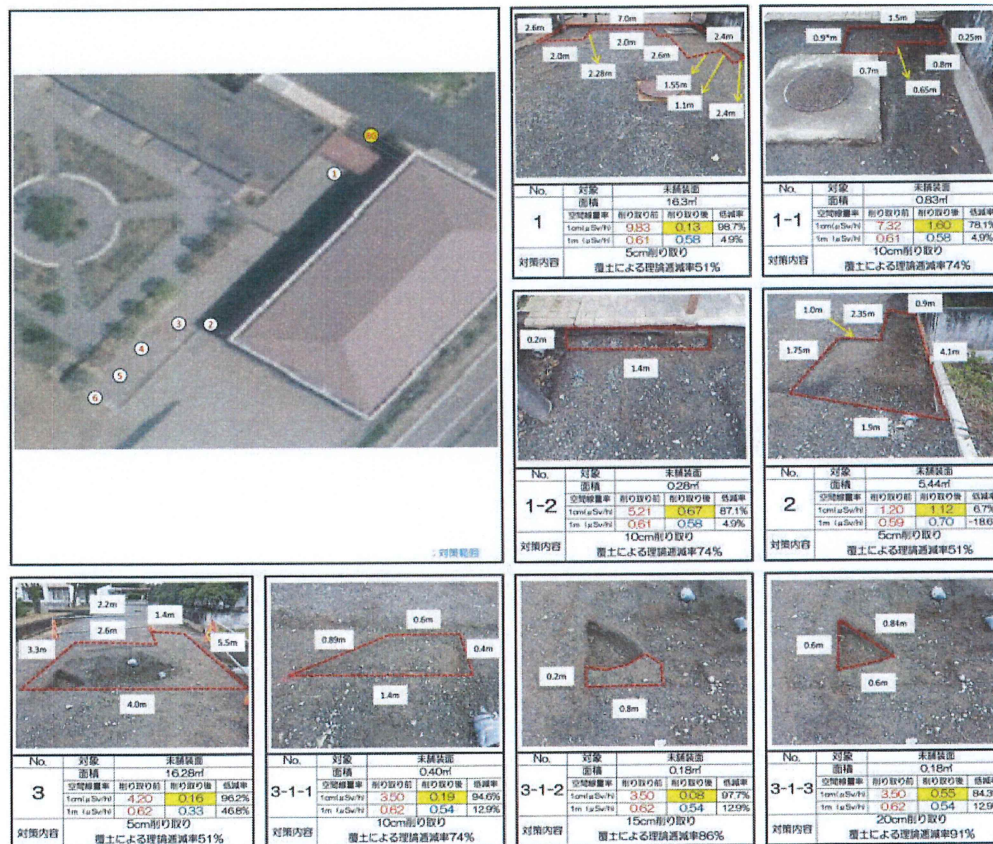 60
1
3
2
4
5
6
: 対策範囲
2.6m
7.0m
2.4m
2.0m
2.0m
2.6m
2.28m
1.55m
1.1m
2.4m
No. 対象 未舗装面
面積 16.3㎡
1 空間線量率 削り取り前 削り取り後 低減率
1cm(μSv/h) 9.83 0.13 98.7%
1m (μSv/h) 0.61 0.58 4.9%
対策内容 5cm削り取り
覆土による理論逓減率51%
1.5m
0.9*m
0.25m
0.7m
0.8m
0.65m
No. 対象 未舗装面
面積 0.83㎡
1-1 空間線量率 削り取り前 削り取り後 低減率
1cm(μSv/h) 7.32 1.60 78.1%
1m (μSv/h) 0.61 0.58 4.9%
対策内容 10cm削り取り
覆土による理論逓減率74%
0.2m
1.4m
No. 対象 未舗装面
面積 0.28㎡
1-2 空間線量率 削り取り前 削り取り後 低減率
1cm(μSv/h) 5.21 0.67 87.1%
1m (μSv/h) 0.61 0.58 4.9%
対策内容 10cm削り取り
覆土による理論逓減率74%
0.9m
1.0m
2.35m
1.75m
4.1m
1.9m
No. 対象 未舗装面
面積 5.44㎡
2 空間線量率 削り取り前 削り取り後 低減率
1cm(μSv/h) 1.20 1.12 6.7%
1m (μSv/h) 0.59 0.70 -18.6
対策内容 5cm削り取り
覆土による理論逓減率51%
2.2m
1.4m
2.6m
3.3m
5.5m
4.0m
No. 対象 未舗装面
面積 16.28㎡
3 空間線量率 削り取り前 削り取り後 低減率
1cm(μSv/h) 4.20 0.16 96.2%
1m (μSv/h) 0.62 0.33 46.8%
対策内容 5cm削り取り
覆土による理論逓減率51%
0.6m
0.89m
0.4m
1.4m
No. 対象 未舗装面
面積 0.40㎡
3-1-1 空間線量率 削り取り前 削り取り後 低減率
1cm(μSv/h) 3.50 0.19 94.6%
1m (μSv/h) 0.62 0.54 12.9%
対策内容 10cm削り取り
覆土による理論逓減率74%
0.2m
0.8m
No. 対象 未舗装面
面積 0.18㎡
3-1-2 空間線量率 削り取り前 削り取り後 低減率
1cm(μSv/h) 3.50 0.08 97.7%
1m (μSv/h) 0.62 0.54 12.9%
対策内容 15cm削り取り
覆土による理論逓減率86%
0.84m
0.6m
0.6m
No. 対象 未舗装面
面積 0.18㎡
3-1-3 空間線量率 削り取り前 削り取り後 低減率
1cm(μSv/h) 3.50 0.55 84.3%
1m (μSv/h) 0.62 0.54 12.9%
対策内容 20cm削り取り
覆土による理論逓減率91%